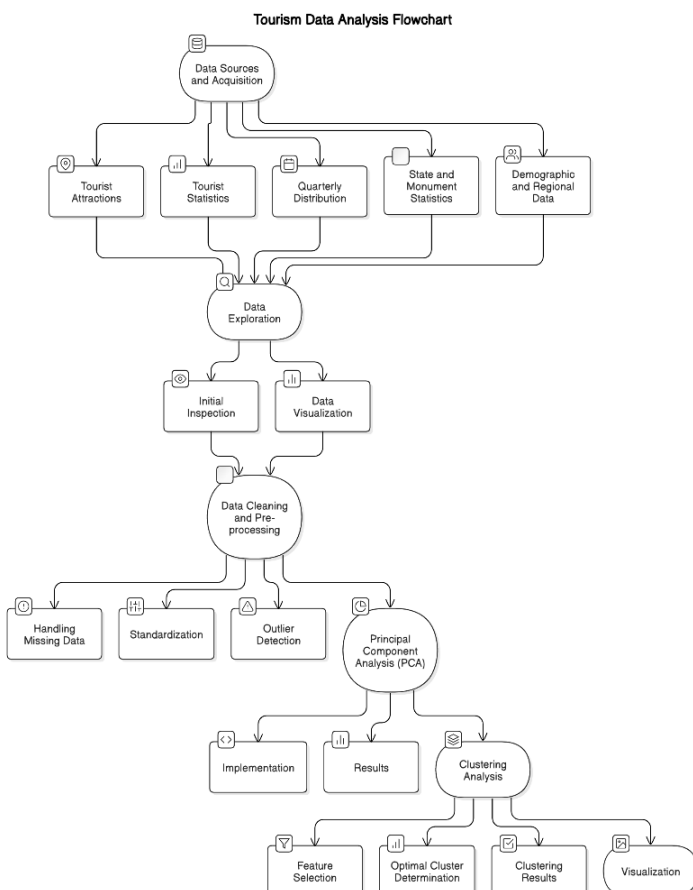 Tourism Data Analysis Flowchart
Data Sources
and Acquisition
Tourist
Attractions
Tourist
Statistics
Quarterly
Distribution
State and
Monument
Statistics
Demographic
and Regional
Data
Data
Exploration
Initial
Inspection
Data
Visualization
Data Cleaning
and Pre-
processing
Handling
Missing Data
Standardization
Outlier
Detection
Principal
Component
Analysis (PCA)
Implementation
Results
Clustering
Analysis
Feature
Selection
Optimal Cluster
Determination
Clustering
Results
Visualization